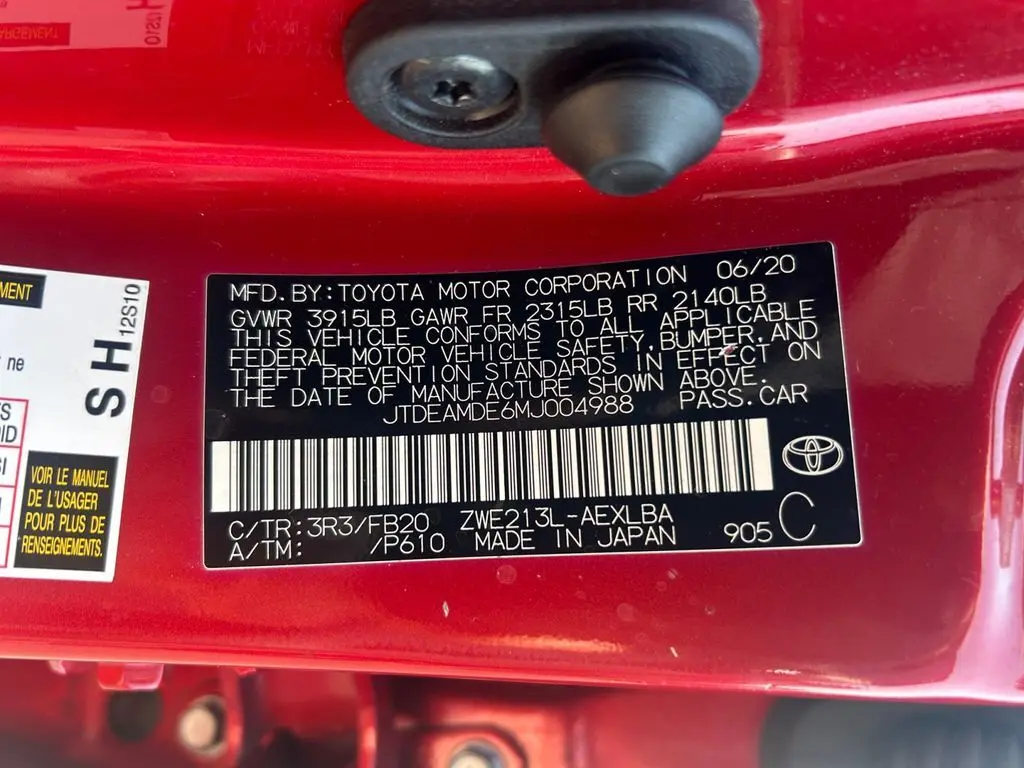 MFD.BY:TOYOTA MOTOR CORPORATION 06/20
GVWR 3915LB GAWR FR 2315LB RR 2140LB
THIS VEHICLE CONFORMS TO ALL APPLICABLE
FEDERAL MOTOR VEHICLE SAFETY,BUMPER,AND
THEFT PREVENTION STANDARDS IN EFFECT ON
THE DATE OF MANUFACTURE SHOWN ABOVE.
JTDEAMDE6MJ004988 PASS.CAR
C/TR:3R3/FB20 ZWE213L-AEXLBA
A/TM: /P610 MADE IN JAPAN 905 C
MENT
ne
SH 12S10
VOIR LE MANUEL
DE L'USAGER
POUR PLUS DE
RENSEIGNEMENTS.